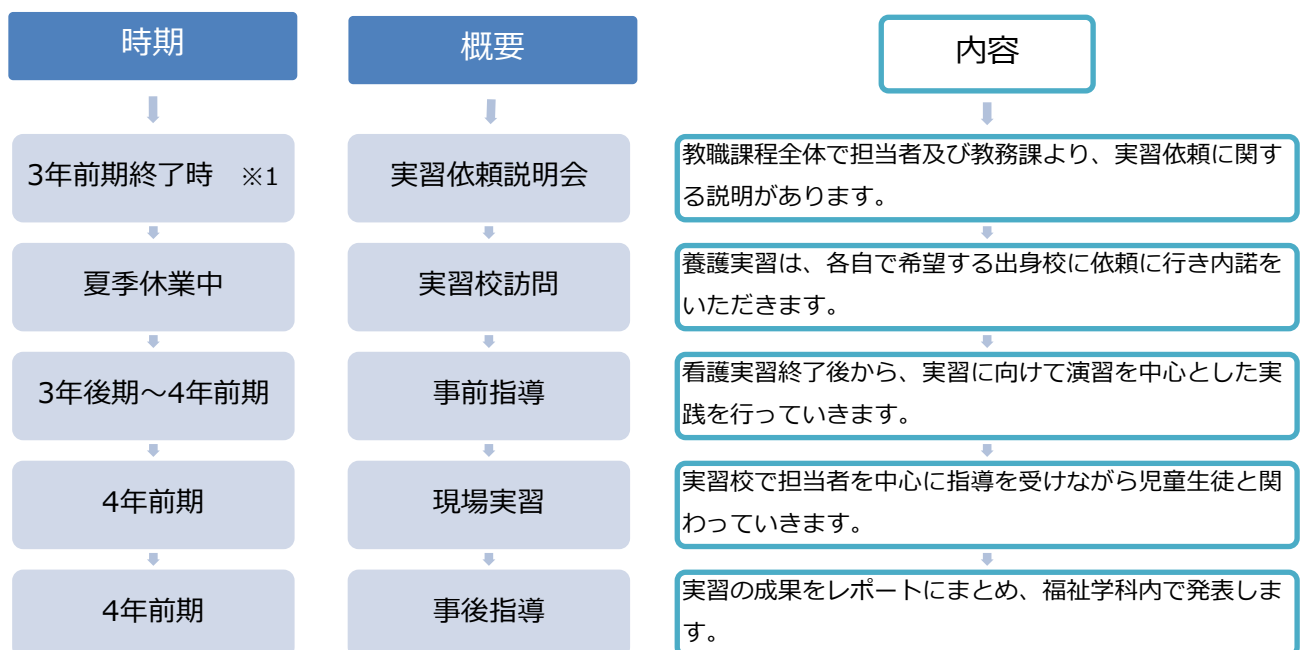 時期
概要
内容
3年前期終了時 ※1
実習依頼説明会
教職課程全体で担当者及び教務課より、実習依頼に関す
る説明があります。
夏季休業中
実習校訪問
養護実習は、各自で希望する出身校に依頼に行き内諾を
いただきます。
3年後期～4年前期
事前指導
看護実習終了後から、実習に向けて演習を中心とした実
践を行っていきます。
4年前期
現場実習
実習校で担当者を中心に指導を受けながら児童生徒と関
わっていきます。
4年前期
事後指導
実習の成果をレポートにまとめ、福祉学科内で発表しま
す。